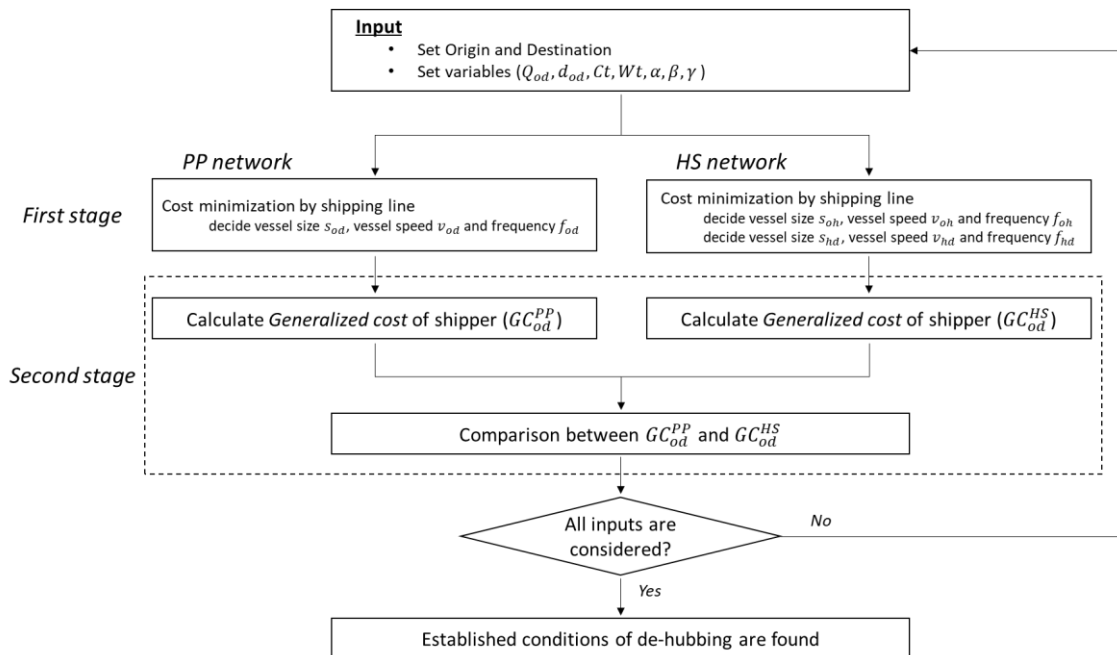 Input
• Set Origin and Destination
• Set variables (Q_od, d_od, Ct, Wt, α, β, γ)
PP network
HS network
First stage
Cost minimization by shipping line
decide vessel size s_od, vessel speed v_od and frequency f_od
Cost minimization by shipping line
decide vessel size s_oh, vessel speed v_oh and frequency f_oh
decide vessel size s_hd, vessel speed v_hd and frequency f_hd
Second stage
Calculate Generalized cost of shipper (GC_od^PP)
Calculate Generalized cost of shipper (GC_od^HS)
Comparison between GC_od^PP and GC_od^HS
All inputs are
considered?
No
Yes
Established conditions of de-hubbing are found